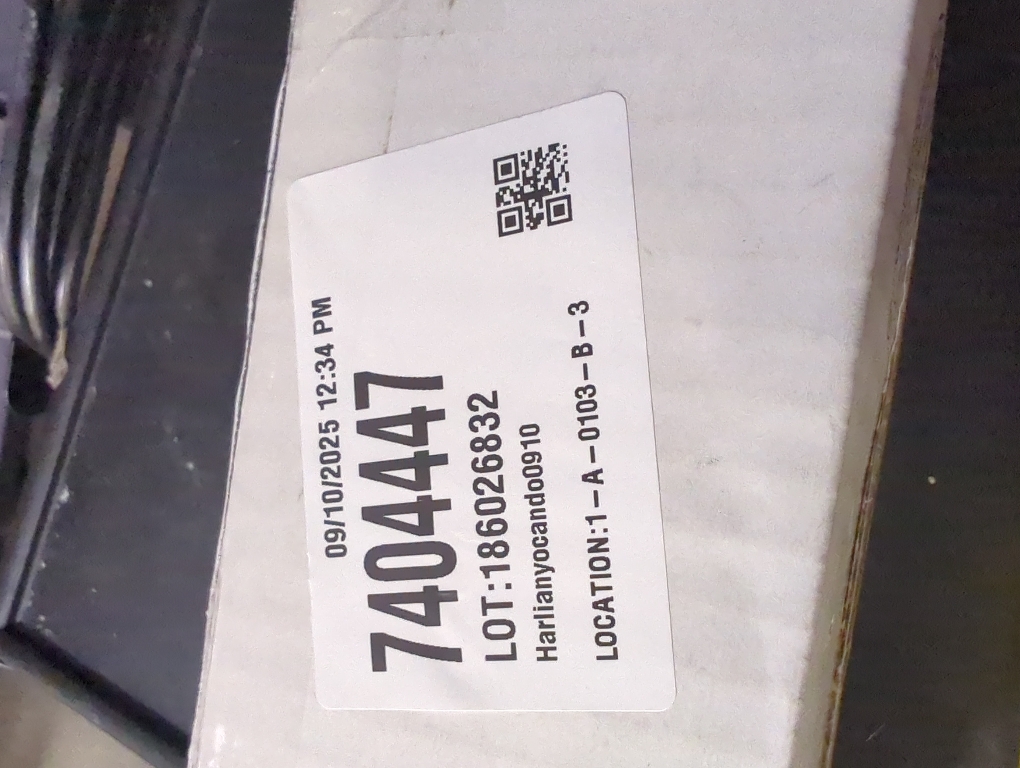 09/10/2025 12:34 PM
7404447
LOT:186026832
Harlianyocando0910
LOCATION:1-A-0103-B-3